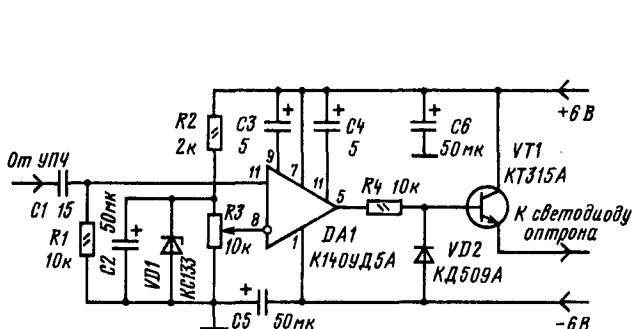 R2
2к
C3
5
+
9
7
11
+
C4
5
+
C6
50мк
+6 В
VT1
КТ315А
От УПЧ
C1 15
11
R1
10к
C2
50мк
+
VD1
КС133
R3
10к
8
5
1
DA1
К140УД5А
R4 10к
VD2
КД509А
К светодиоду
оптрона
+
C5
50мк
-6В